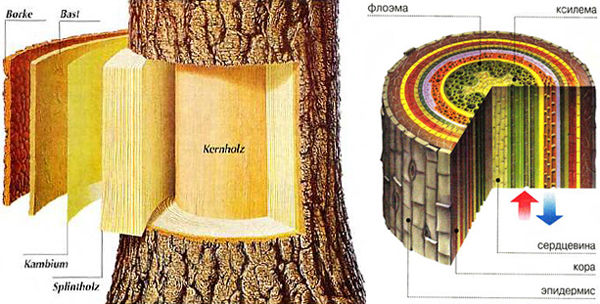 Borke
Bast
Kernholz
Kambium
Splintholz
флоэма
ксилема
сердцевина
кора
эпидермис